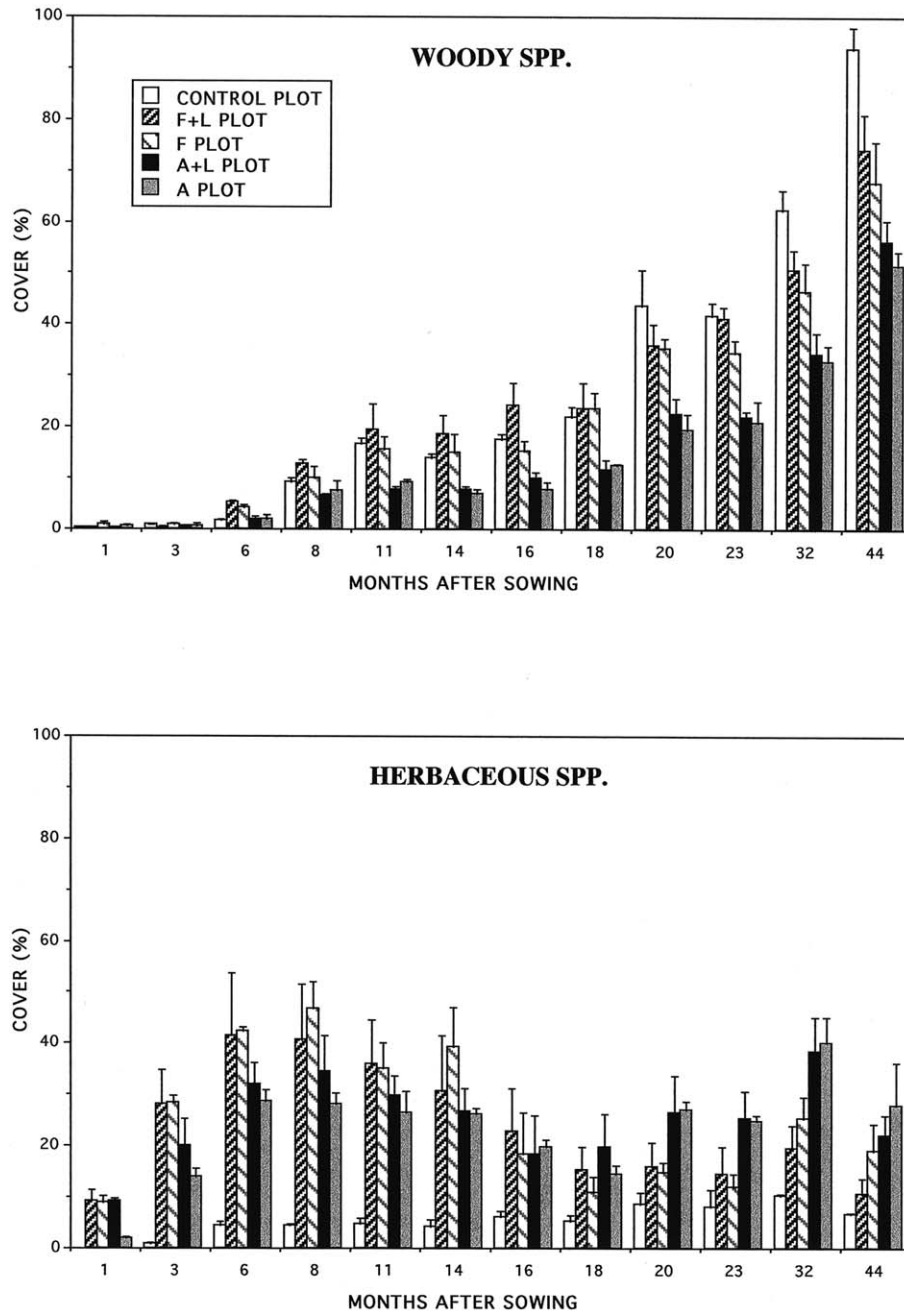 WOODY SPP.
CONTROL PLOT
F+L PLOT
F PLOT
A+L PLOT
A PLOT
100
80
60
40
20
0
COVER (%)
1 3 6 8 11 14 16 18 20 23 32 44
MONTHS AFTER SOWING
HERBACEOUS SPP.
100
80
60
40
20
0
COVER (%)
1 3 6 8 11 14 16 18 20 23 32 44
MONTHS AFTER SOWING